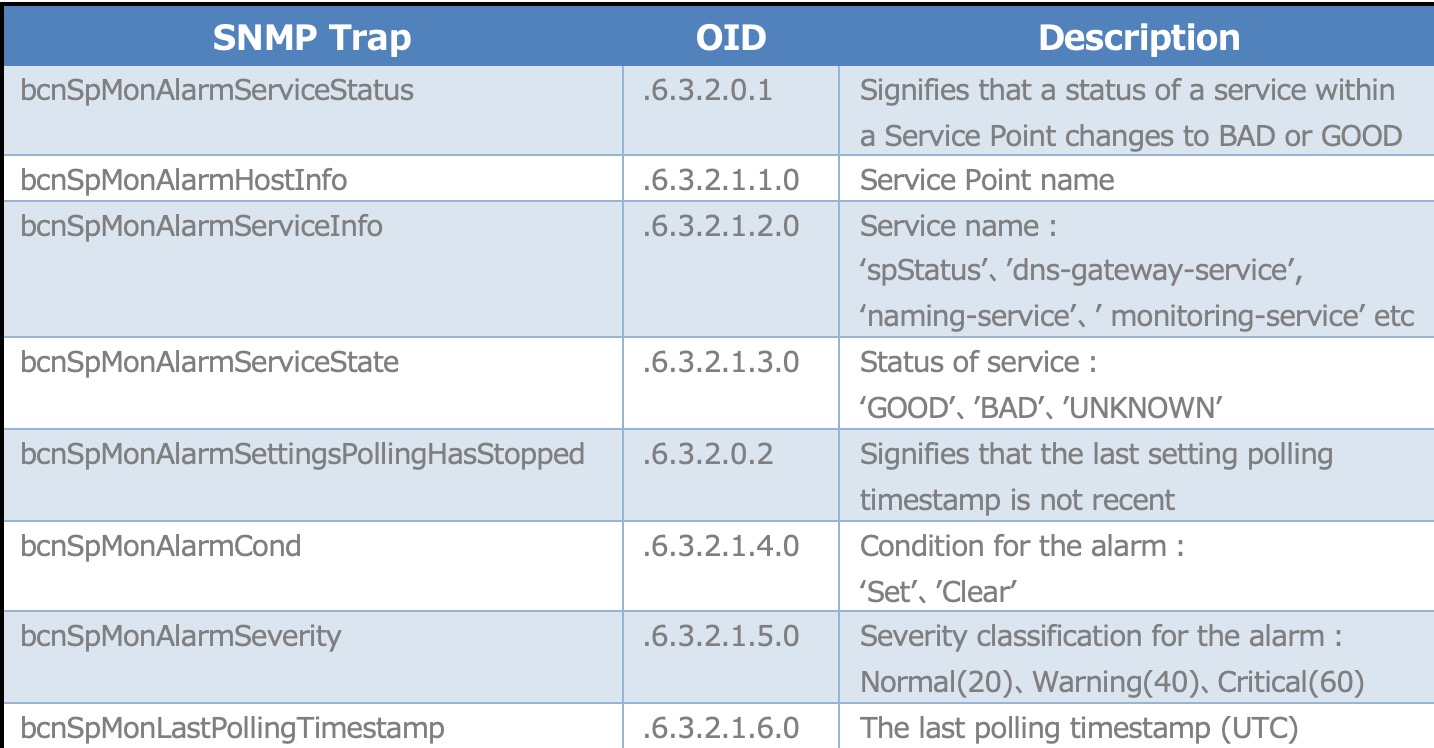 SNMP Trap OID Description
bcnSpMonAlarmServiceStatus .6.3.2.0.1 Signifies that a status of a service within
a Service Point changes to BAD or GOOD
bcnSpMonAlarmHostInfo .6.3.2.1.1.0 Service Point name
bcnSpMonAlarmServiceInfo .6.3.2.1.2.0 Service name :
‘spStatus’、’dns-gateway-service’,
‘naming-service’、’ monitoring-service’ etc
bcnSpMonAlarmServiceState .6.3.2.1.3.0 Status of service :
‘GOOD’、’BAD’、’UNKNOWN’
bcnSpMonAlarmSettingsPollingHasStopped .6.3.2.0.2 Signifies that the last setting polling
timestamp is not recent
bcnSpMonAlarmCond .6.3.2.1.4.0 Condition for the alarm :
‘Set’、’Clear’
bcnSpMonAlarmSeverity .6.3.2.1.5.0 Severity classification for the alarm :
Normal(20)、Warning(40)、Critical(60)
bcnSpMonLastPollingTimestamp .6.3.2.1.6.0 The last polling timestamp (UTC)